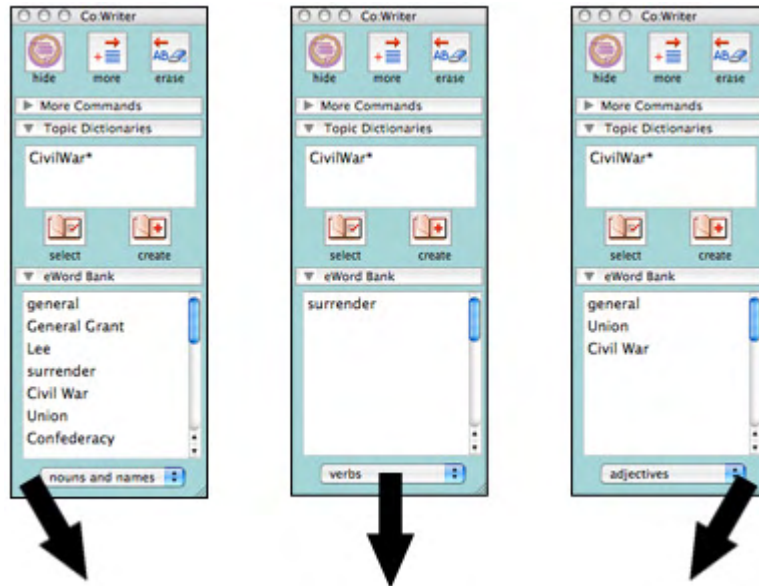 Co:Writer
hide more erase
More Commands
Topic Dictionaries
CivilWar*
select create
eWord Bank
general
General Grant
Lee
surrender
Civil War
Union
Confederacy
nouns and names
Co:Writer
hide more erase
More Commands
Topic Dictionaries
CivilWar*
select create
eWord Bank
surrender
verbs
Co:Writer
hide more erase
More Commands
Topic Dictionaries
CivilWar*
select create
eWord Bank
general
Union
Civil War
adjectives